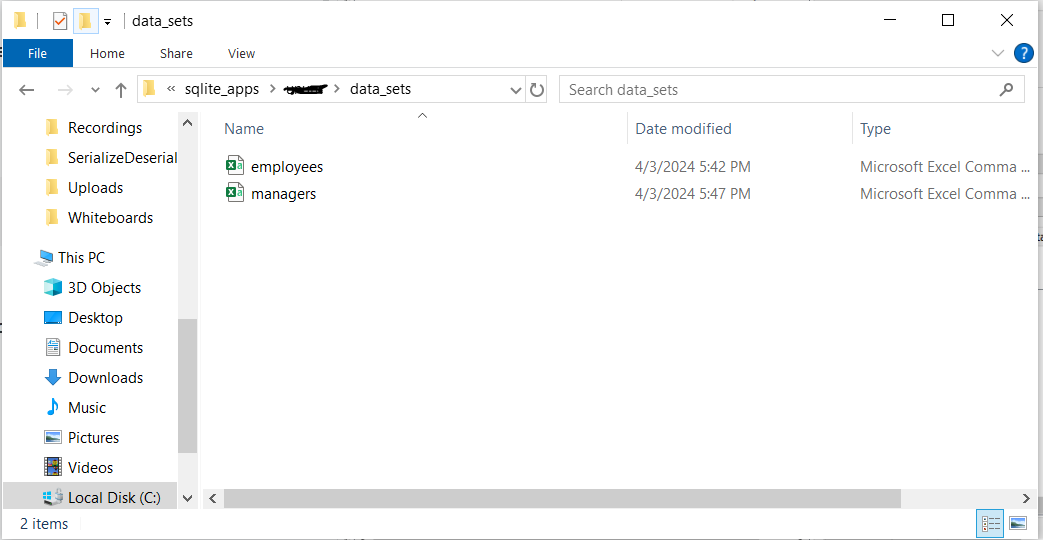 data_sets
File Home Share View
« sqlite_apps > > data_sets
Search data_sets
Recordings
SerializeDeserial
Uploads
Whiteboards
This PC
3D Objects
Desktop
Documents
Downloads
Music
Pictures
Videos
Local Disk (C:)
Name Date modified Type
employees 4/3/2024 5:42 PM Microsoft Excel Comma ...
managers 4/3/2024 5:47 PM Microsoft Excel Comma ...
2 items